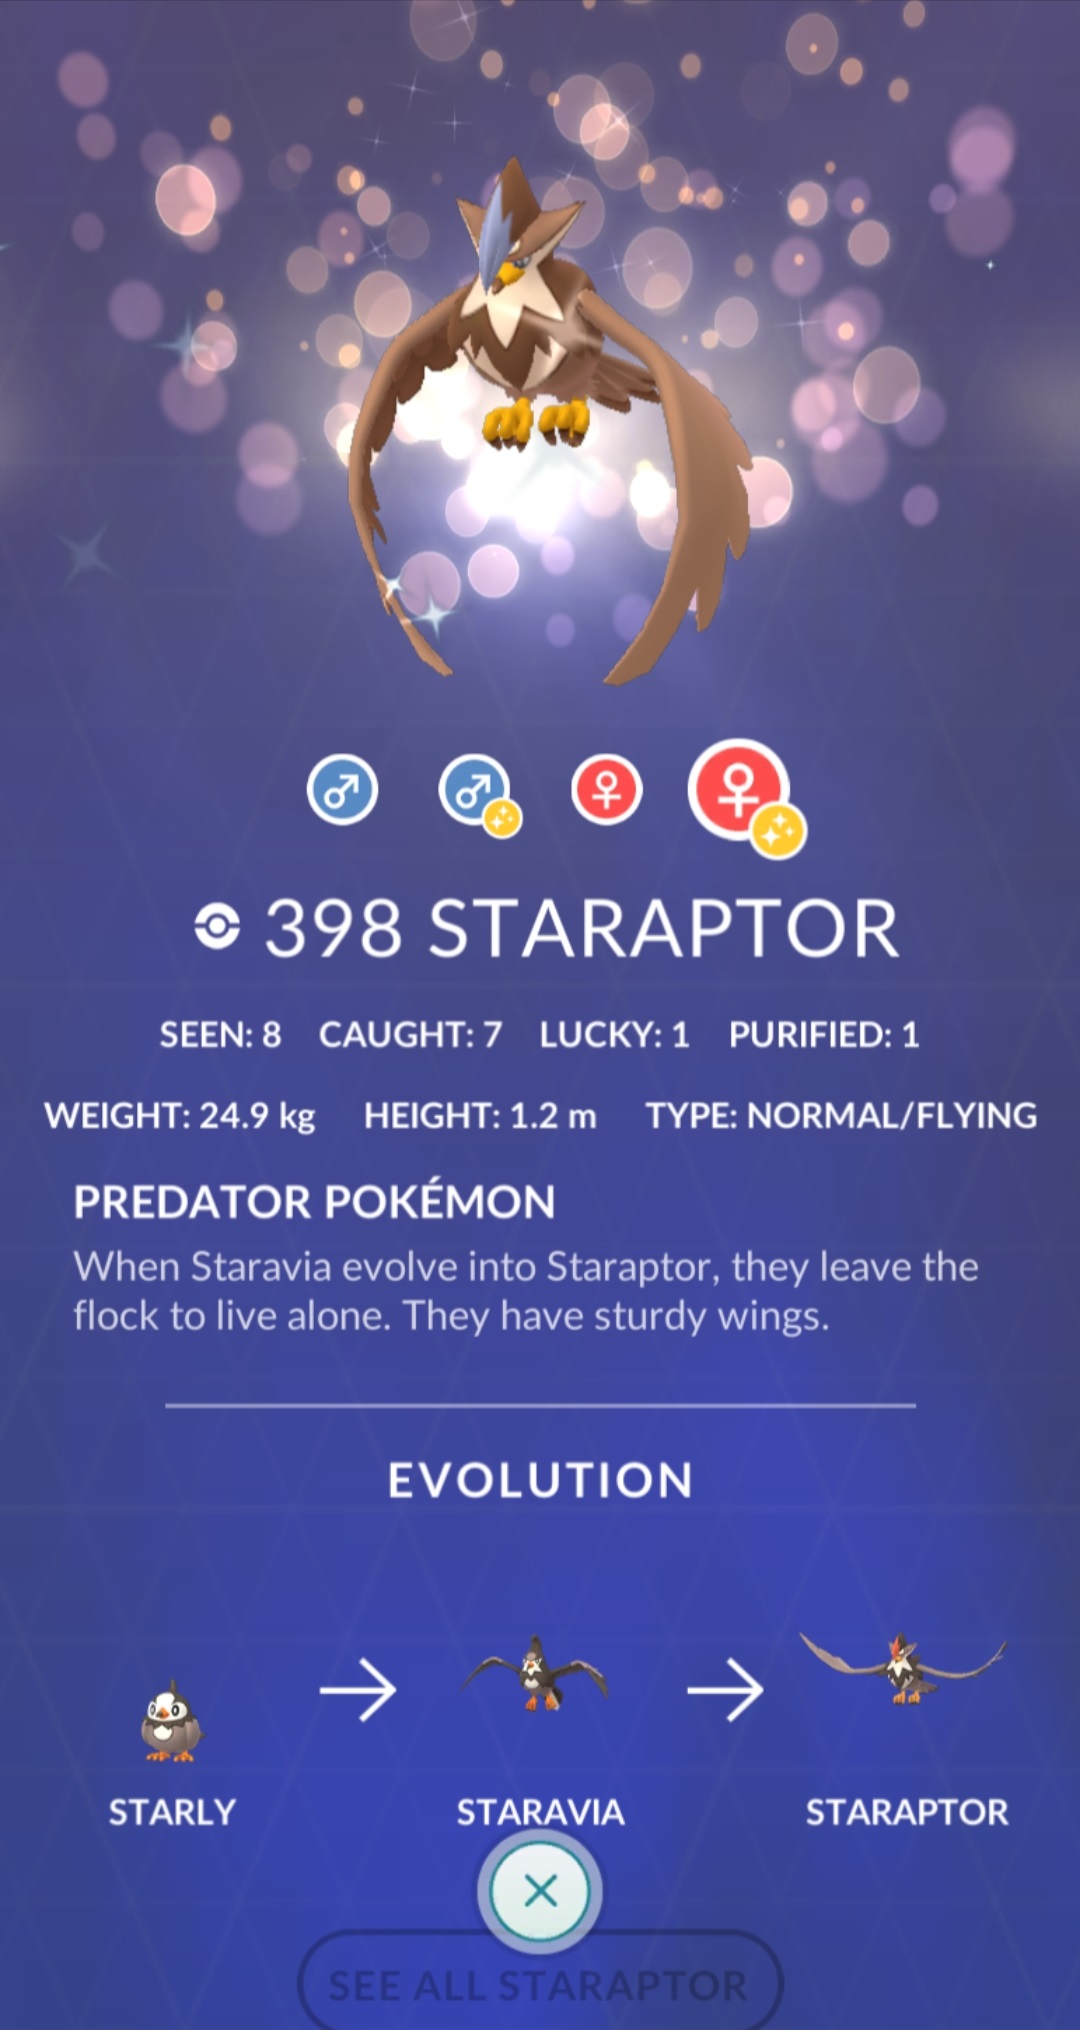 398 STARAPTOR
SEEN: 8 CAUGHT: 7 LUCKY: 1 PURIFIED: 1
WEIGHT: 24.9 kg HEIGHT: 1.2 m TYPE: NORMAL/FLYING
PREDATOR POKÉMON
When Staravia evolve into Staraptor, they leave the
flock to live alone. They have sturdy wings.
EVOLUTION
STARLY STARAVIA STARAPTOR
SEE ALL STARAPTOR